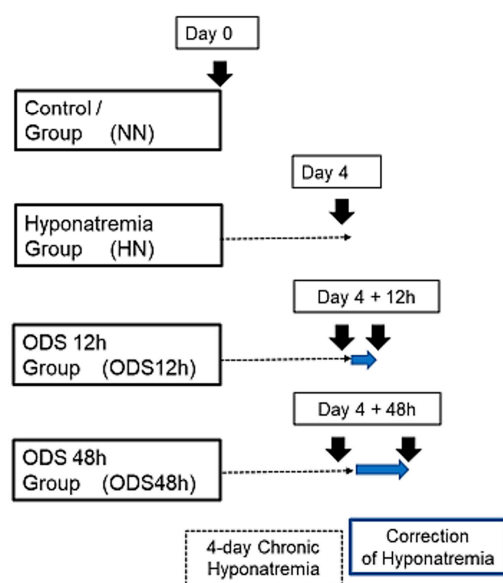 Day 0
Control /
Group (NN)
Day 4
Hyponatremia
Group (HN)
Day 4 + 12h
ODS 12h
Group (ODS12h)
Day 4 + 48h
ODS 48h
Group (ODS48h)
4-day Chronic
Hyponatremia
Correction
of Hyponatremia